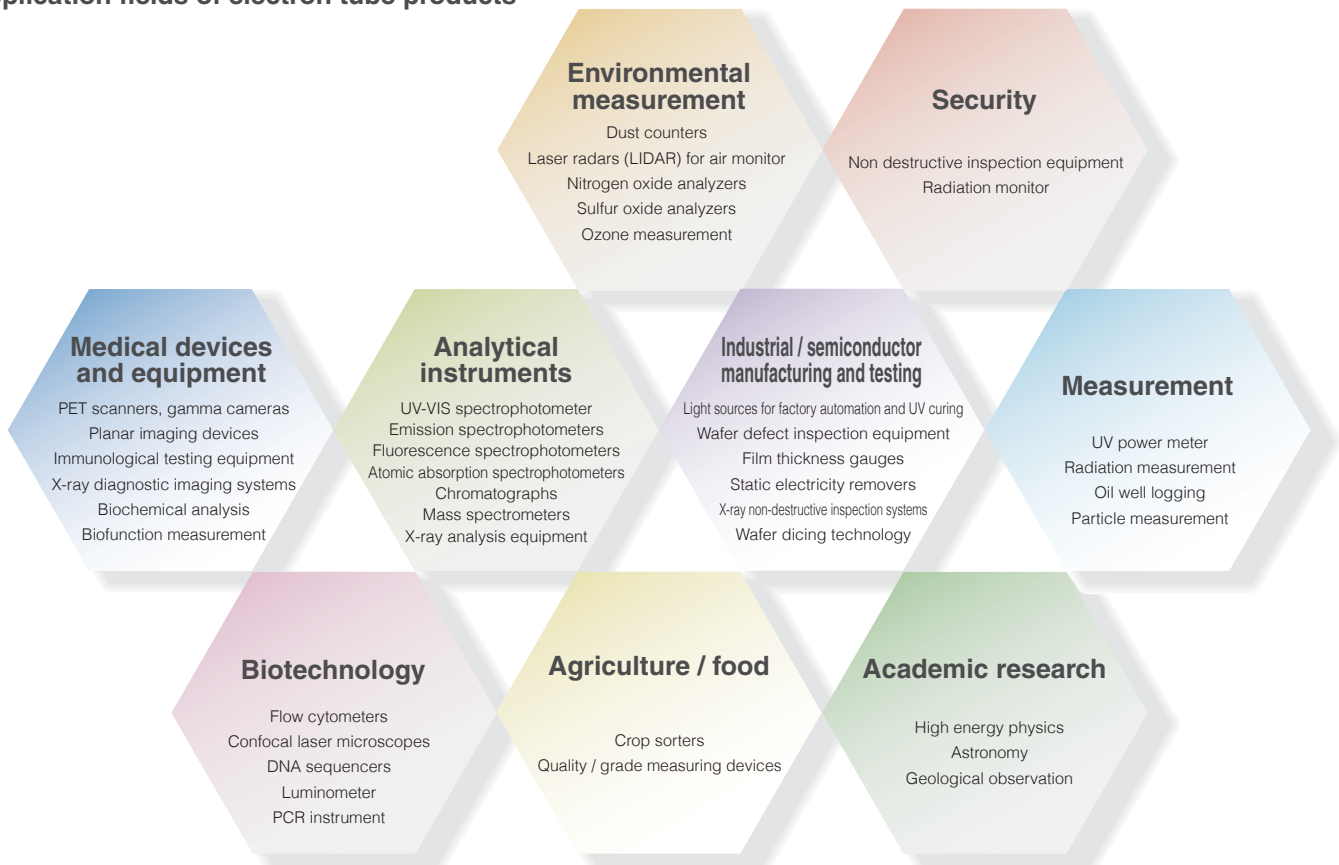 plication fields of electron tube products
Environmental
measurement
Dust counters
Laser radars (LIDAR) for air monitor
Nitrogen oxide analyzers
Sulfur oxide analyzers
Ozone measurement
Security
Non destructive inspection equipment
Radiation monitor
Medical devices
and equipment
PET scanners, gamma cameras
Planar imaging devices
Immunological testing equipment
X-ray diagnostic imaging systems
Biochemical analysis
Biofunction measurement
Analytical
instruments
UV-VIS spectrophotometer
Emission spectrophotometers
Fluorescence spectrophotometers
Atomic absorption spectrophotometers
Chromatographs
Mass spectrometers
X-ray analysis equipment
Industrial / semiconductor
manufacturing and testing
Light sources for factory automation and UV curing
Wafer defect inspection equipment
Film thickness gauges
Static electricity removers
X-ray non-destructive inspection systems
Wafer dicing technology
Measurement
UV power meter
Radiation measurement
Oil well logging
Particle measurement
Biotechnology
Flow cytometers
Confocal laser microscopes
DNA sequencers
Luminometer
PCR instrument
Agriculture / food
Crop sorters
Quality / grade measuring devices
Academic research
High energy physics
Astronomy
Geological observation